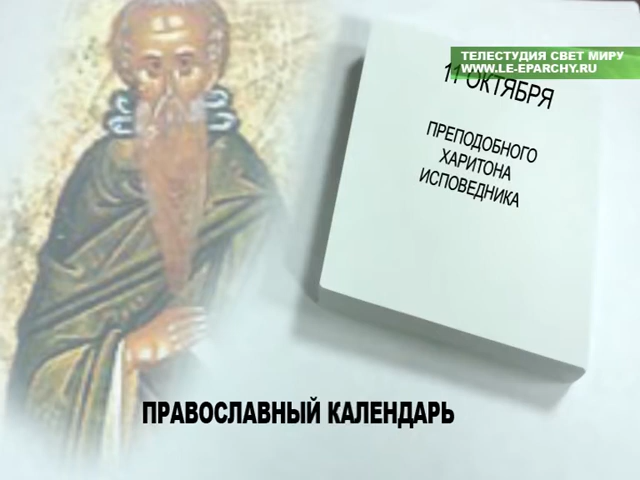 ТЕЛЕСТУДИЯ СВЕТ МИРУ
WWW.LE-EPARCHY.RU
11 ОКТЯБРЯ
ПРЕПОДОБНОГО
ХАРИТОНА
ИСПОВЕДНИКА
ПРАВОСЛАВНЫЙ КАЛЕНДАРЬ